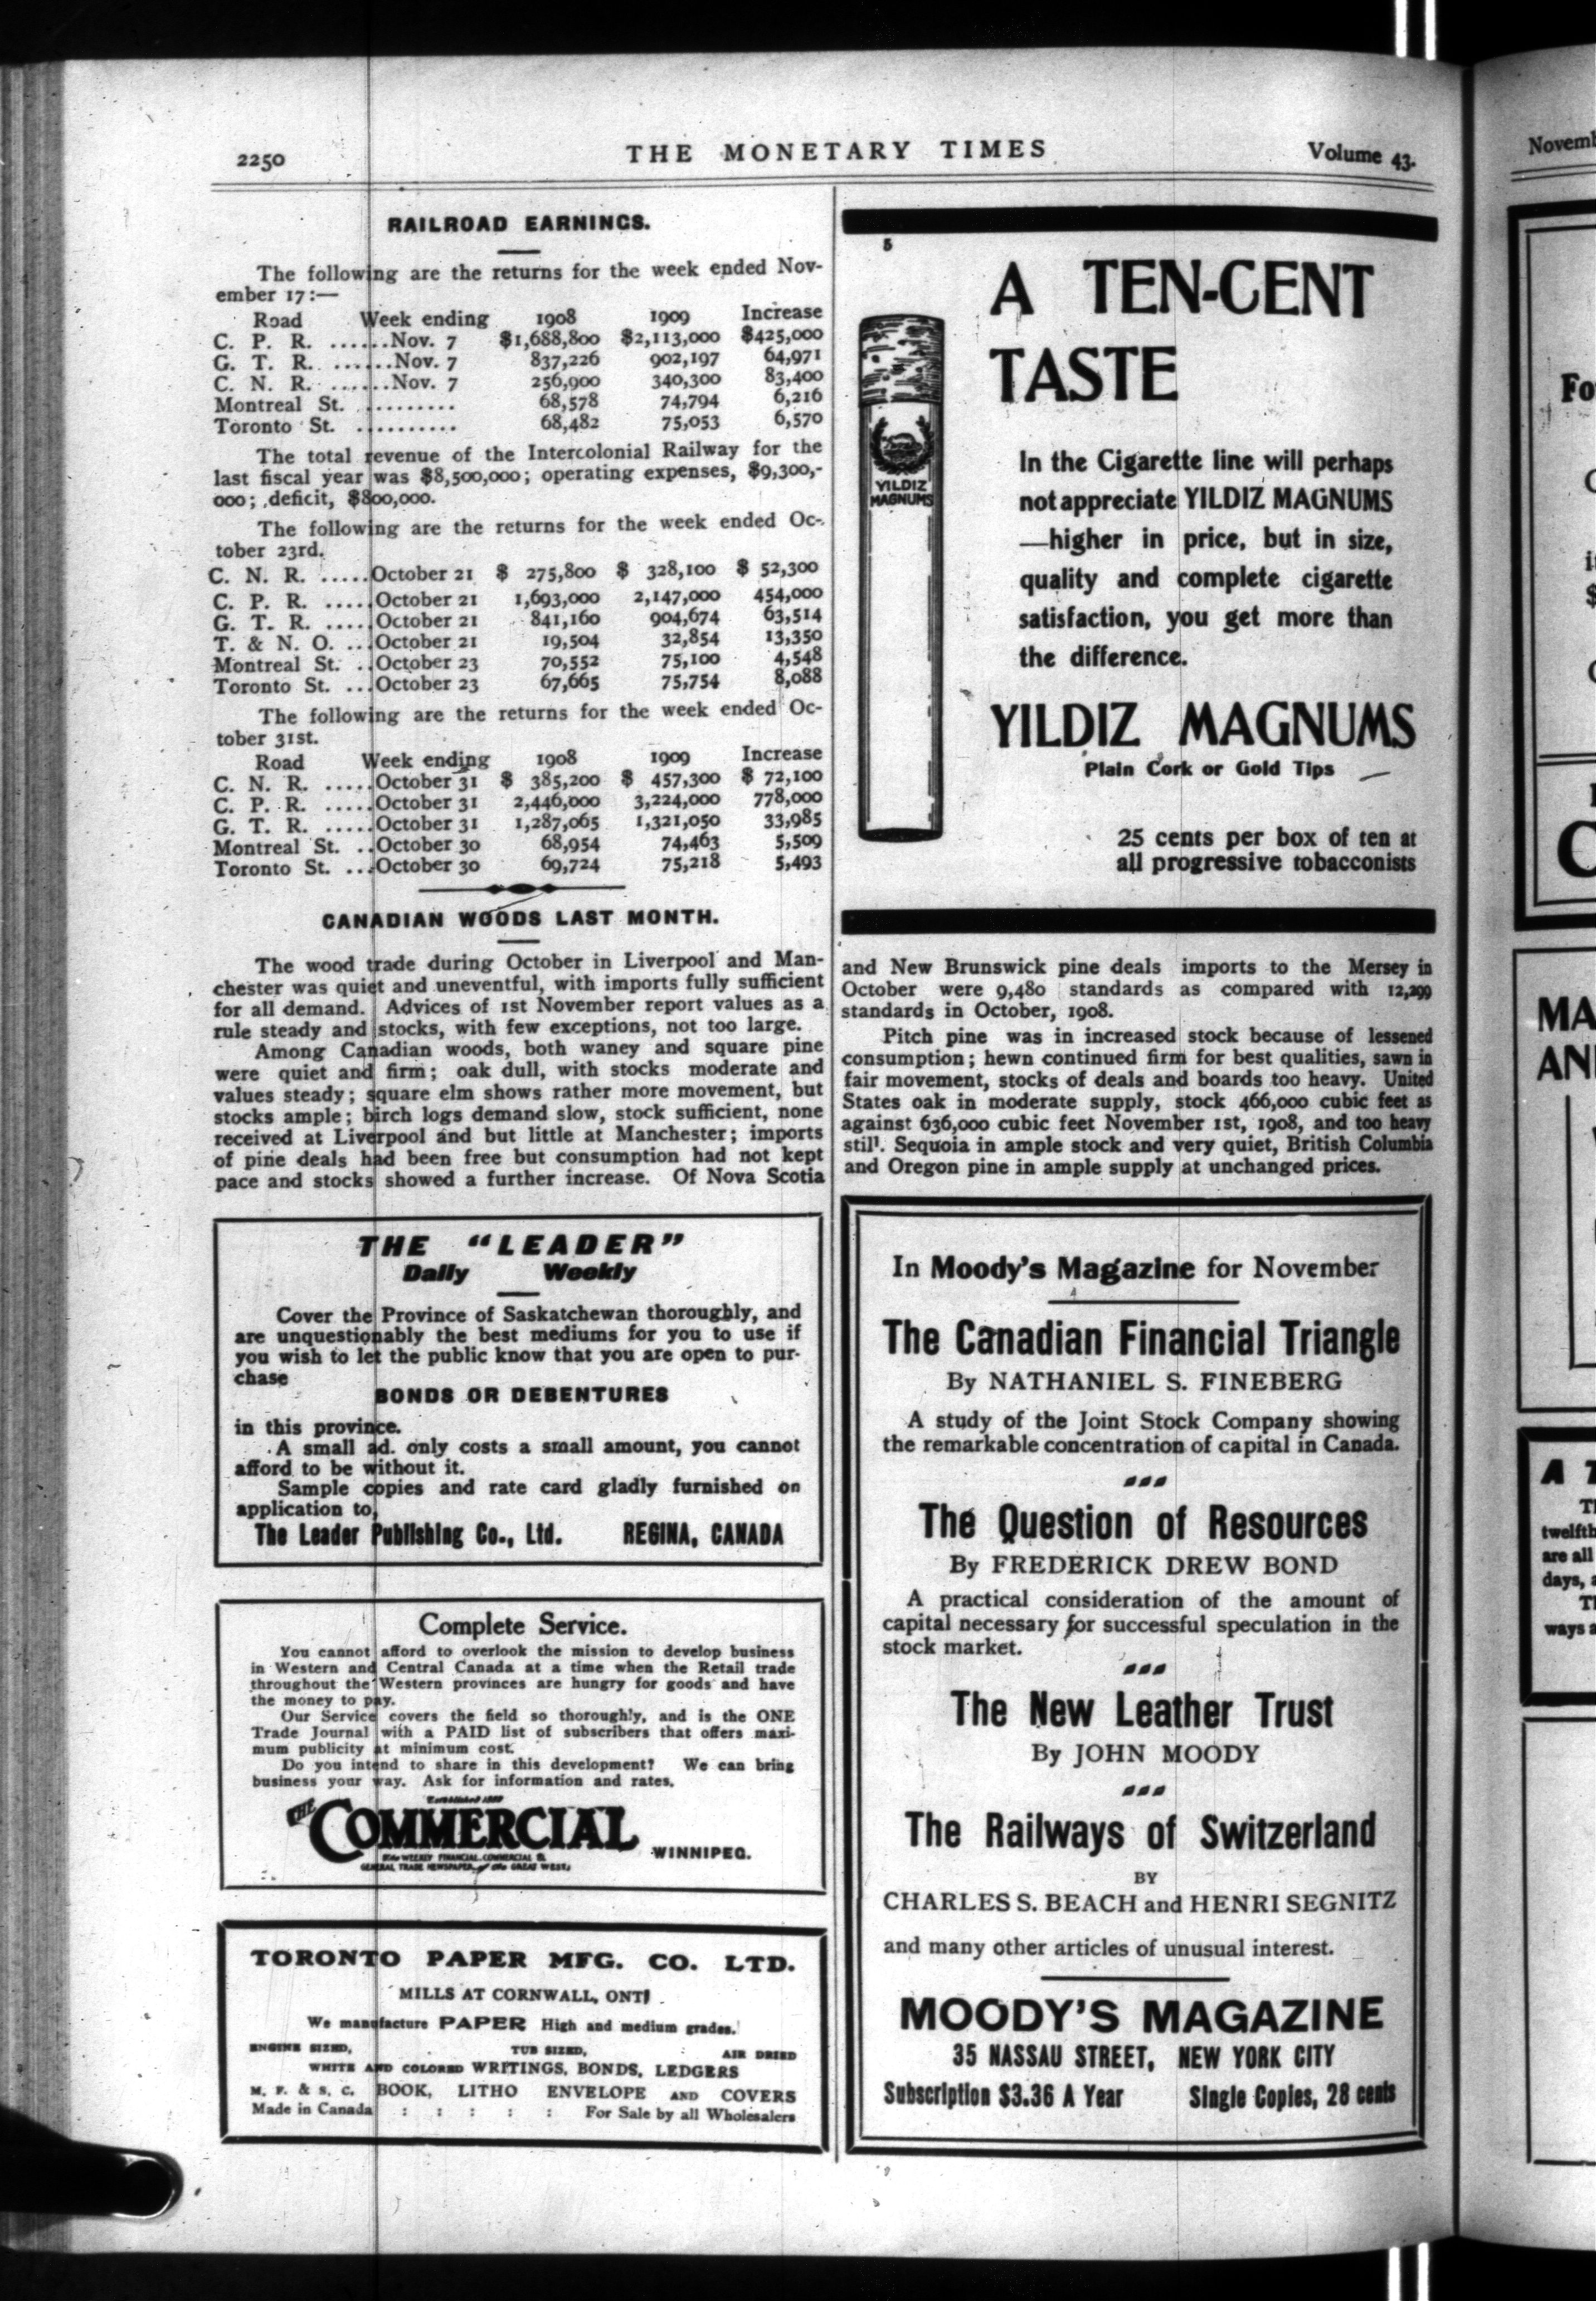 2250
THE MONETARY TIMES
Volume 43.
RAILROAD EARNINGS.
The following are the returns for the week ended Nov-
ember 17:—
Road Week ending 1908 1909 Increase
C. P. R. ......Nov. 7 $1,688,800 $2,113,000 $425,000
G. T. R. ......Nov. 7 837,226 902,197 64,971
C. N. R. ......Nov. 7 256,900 340,300 83,400
Montreal St. .......... 68,578 74,794 6,216
Toronto St. .......... 68,482 75,053 6,570
The total revenue of the Intercolonial Railway for the
last fiscal year was $8,500,000; operating expenses, $9,300,-
000; deficit, $800,000.
The following are the returns for the week ended Oc-
tober 23rd.
C. N. R. .....October 21 $ 275,800 $ 328,100 $ 52,300
C. P. R. .....October 21 1,693,000 2,147,000 454,000
G. T. R. .....October 21 841,160 904,674 63,514
T. & N. O. ...October 21 19,504 32,854 13,350
Montreal St. ..October 23 70,552 75,100 4,548
Toronto St. ...October 23 67,665 75,754 8,088
The following are the returns for the week ended Oc-
tober 31st.
Road Week ending 1908 1909 Increase
C. N. R. .....October 31 $ 385,200 $ 457,300 $ 72,100
C. P. R. .....October 31 2,446,000 3,224,000 778,000
G. T. R. .....October 31 1,287,065 1,321,050 33,985
Montreal St. ..October 30 68,954 74,463 5,509
Toronto St. ...October 30 69,724 75,218 5,493
CANADIAN WOODS LAST MONTH.
The wood trade during October in Liverpool and Man-
chester was quiet and uneventful, with imports fully sufficient
for all demand. Advices of 1st November report values as a
rule steady and stocks, with few exceptions, not too large.
Among Canadian woods, both waney and square pine
were quiet and firm; oak dull, with stocks moderate and
values steady; square elm shows rather more movement, but
stocks ample; birch logs demand slow, stock sufficient, none
received at Liverpool and but little at Manchester; imports
of pine deals had been free but consumption had not kept
pace and stocks showed a further increase. Of Nova Scotia
THE "LEADER"
Daily Weekly
Cover the Province of Saskatchewan thoroughly, and
are unquestionably the best mediums for you to use if
you wish to let the public know that you are open to pur-
chase
BONDS OR DEBENTURES
in this province.
A small ad. only costs a small amount, you cannot
afford to be without it.
Sample copies and rate card gladly furnished on
application to,
The Leader Publishing Co., Ltd. REGINA, CANADA
Complete Service.
You cannot afford to overlook the mission to develop business
in Western and Central Canada at a time when the Retail trade
throughout the Western provinces are hungry for goods and have
the money to pay.
Our Service covers the field so thoroughly, and is the ONE
Trade Journal with a PAID list of subscribers that offers maxi-
mum publicity at minimum cost.
Do you intend to share in this development? We can bring
business your way. Ask for information and rates.
THE COMMERCIAL
WINNIPEG.
TORONTO PAPER MFG. CO. LTD.
MILLS AT CORNWALL, ONT.
We manufacture PAPER High and medium grades.
ENGINE SIZED, TUB SIZED, AIR DRIED
WHITE AND COLORED WRITINGS, BONDS, LEDGERS
M. F. & S. C. BOOK, LITHO ENVELOPE AND COVERS
Made in Canada : : : : : For Sale by all Wholesalers
5
A TEN-CENT
TASTE
YILDIZ
MAGNUMS
In the Cigarette line will perhaps
not appreciate YILDIZ MAGNUMS
—higher in price, but in size,
quality and complete cigarette
satisfaction, you get more than
the difference.
YILDIZ MAGNUMS
Plain Cork or Gold Tips
25 cents per box of ten at
all progressive tobacconists
and New Brunswick pine deals imports to the Mersey in
October were 9,480 standards as compared with 12,299
standards in October, 1908.
Pitch pine was in increased stock because of lessened
consumption; hewn continued firm for best qualities, sawn in
fair movement, stocks of deals and boards too heavy. United
States oak in moderate supply, stock 466,000 cubic feet as
against 636,000 cubic feet November 1st, 1908, and too heavy
still. Sequoia in ample stock and very quiet, British Columbia
and Oregon pine in ample supply at unchanged prices.
In Moody's Magazine for November
The Canadian Financial Triangle
By NATHANIEL S. FINEBERG
A study of the Joint Stock Company showing
the remarkable concentration of capital in Canada.
The Question of Resources
By FREDERICK DREW BOND
A practical consideration of the amount of
capital necessary for successful speculation in the
stock market.
The New Leather Trust
By JOHN MOODY
The Railways of Switzerland
BY
CHARLES S. BEACH and HENRI SEGNITZ
and many other articles of unusual interest.
MOODY'S MAGAZINE
35 NASSAU STREET, NEW YORK CITY
Subscription $3.36 A Year Single Copies, 28 cents